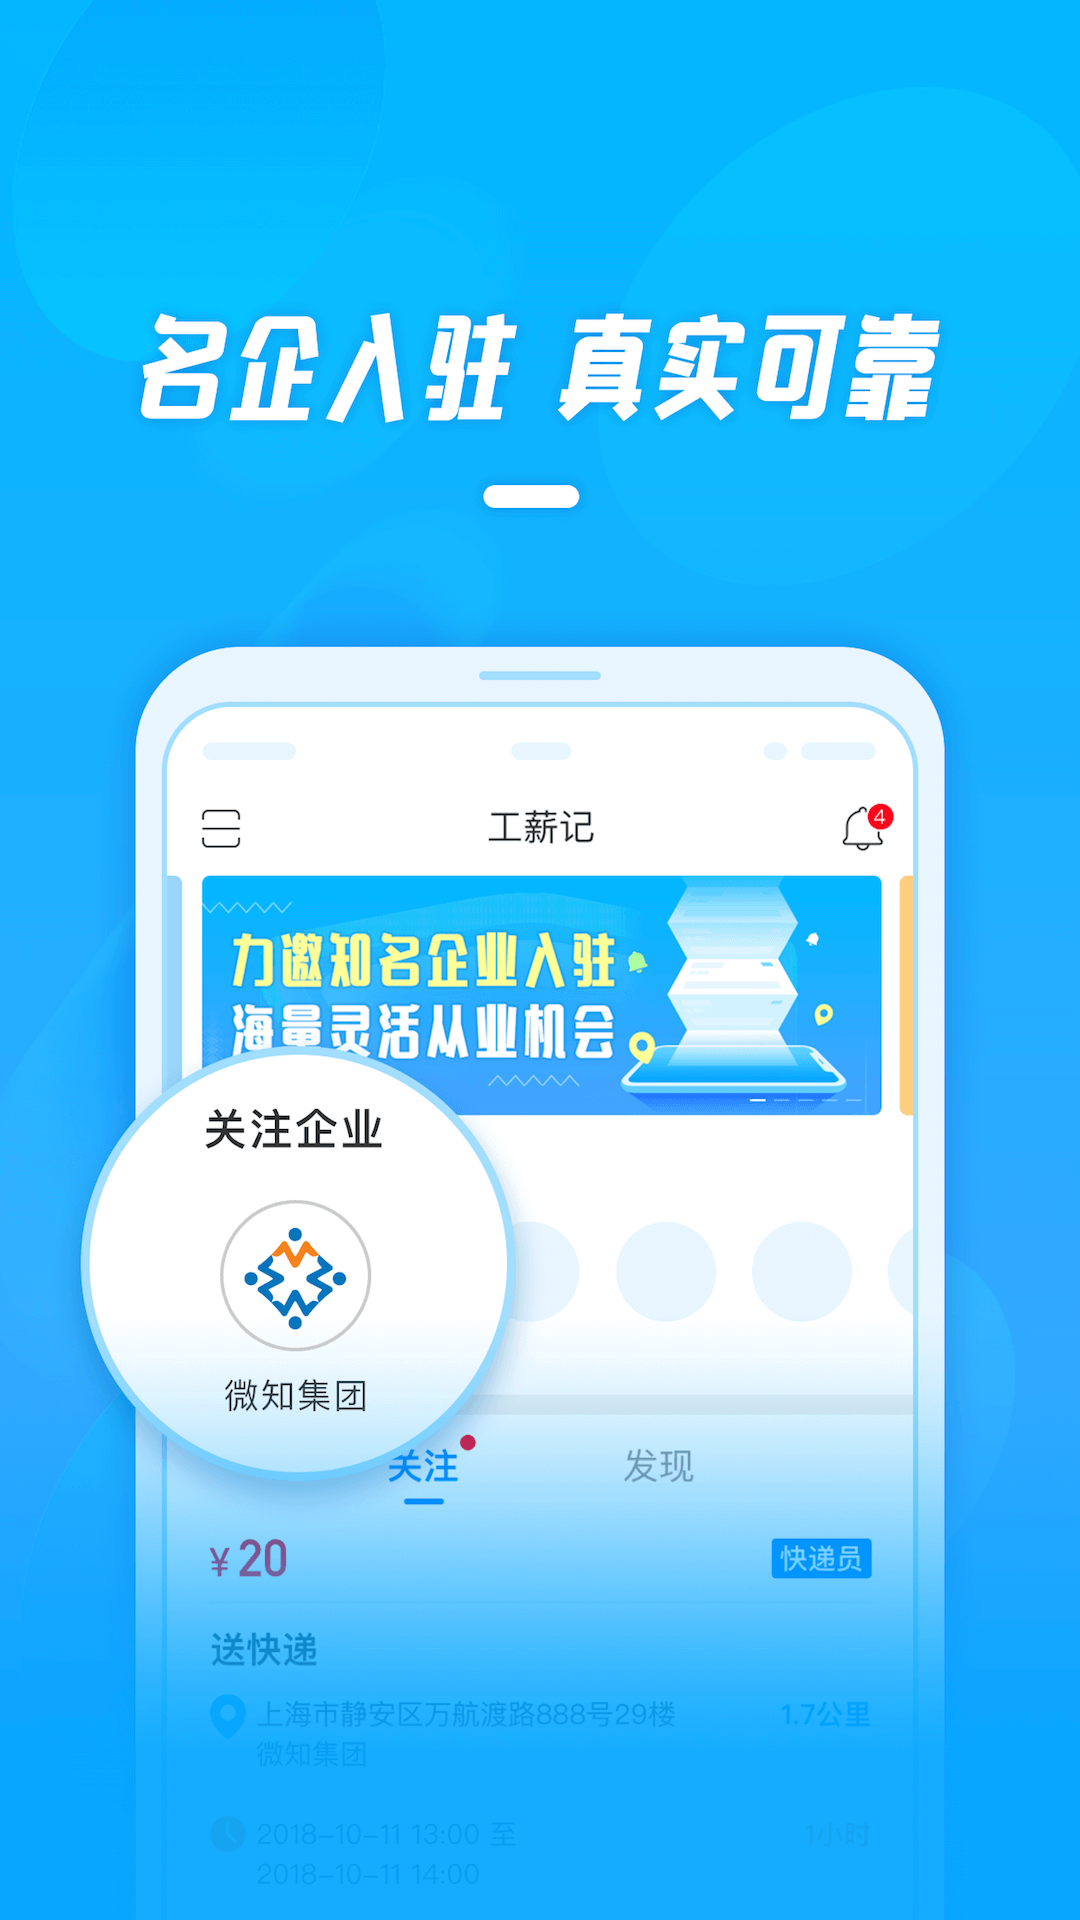 名企入驻 真实可靠
工薪记
4
力邀知名企业入驻
海量灵活从业机会
关注企业
微知集团
关注
发现
¥20
快递员
送快递
上海市静安区万航渡路888号29楼
1.7公里
微知集团
2018-10-11 13:00 至
1小时
2018-10-11 14:00